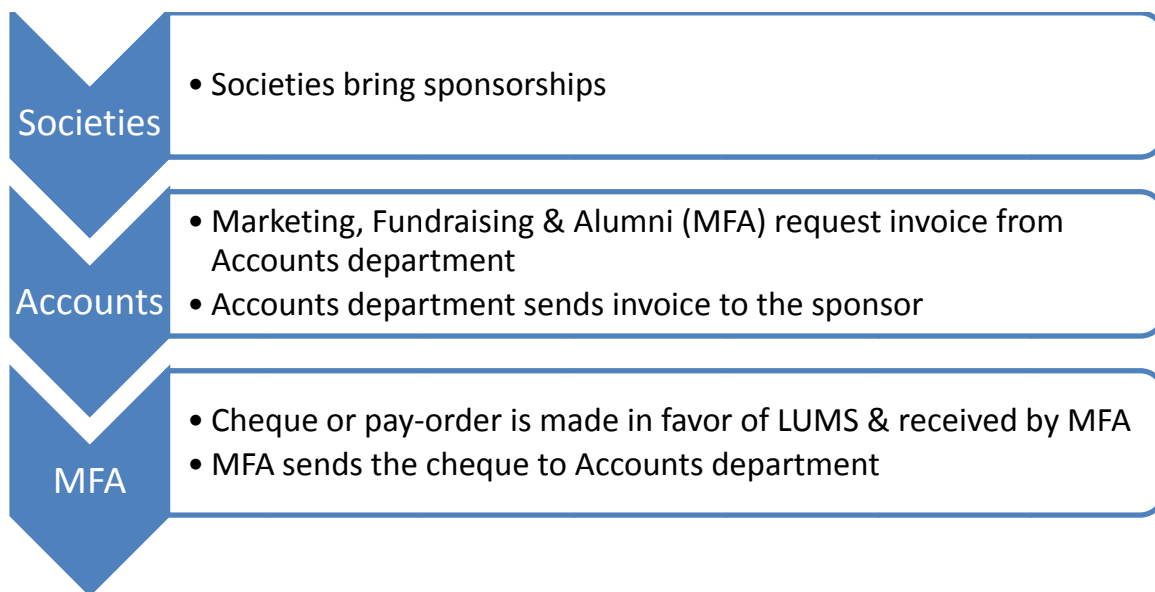 Societies
• Societies bring sponsorships
Accounts
• Marketing, Fundraising & Alumni (MFA) request invoice from
Accounts department
• Accounts department sends invoice to the sponsor
MFA
• Cheque or pay-order is made in favor of LUMS & received by MFA
• MFA sends the cheque to Accounts department